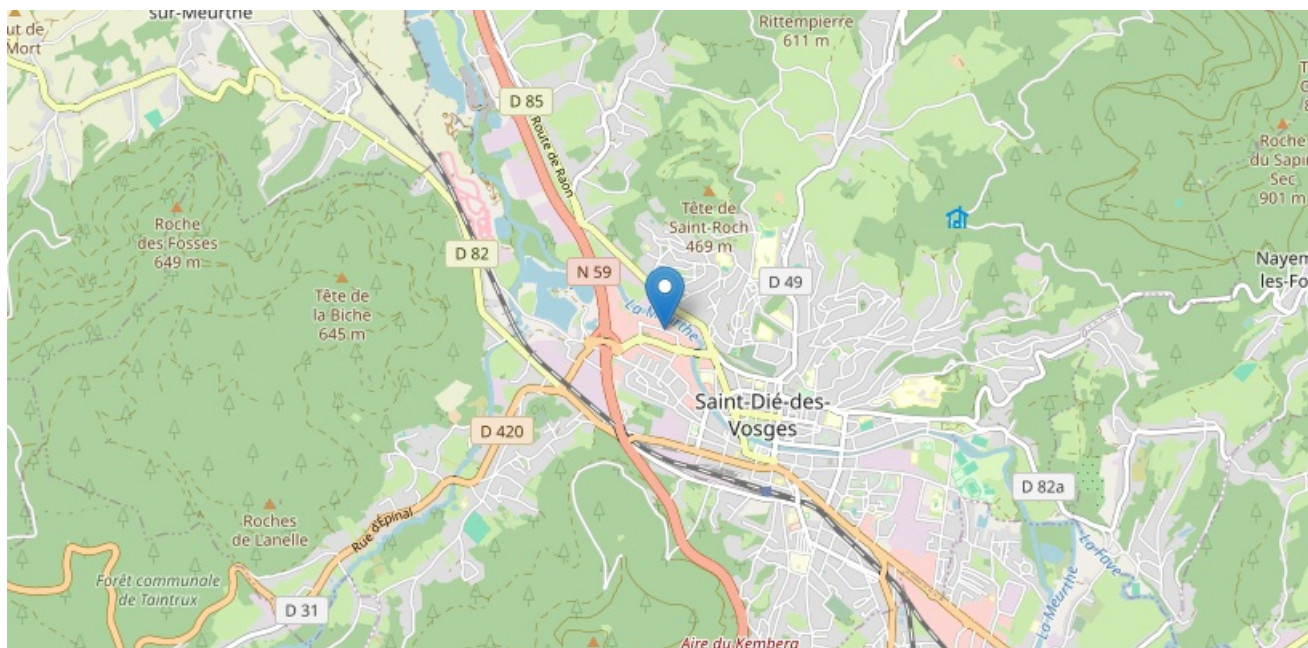 sur-Meurthe
ut de
Mort
Rittempierre
611 m
D 85
Route de Raon
Roche
du Sapin
Sec
901 m
Roche
des Fosses
649 m
Tête de
Saint-Roch
469 m
D 82
N 59
D 49
Nayem
les-Fo
Tête de
la Biche
645 m
La Meurthe
Saint-Dié-des-
Vosges
D 420
D 82a
Roches
de Lanelle
Rue d'Épinal
La Fave
Forêt communale
de Taintrux
D 31
La Meurthe
Aire du Kemberg